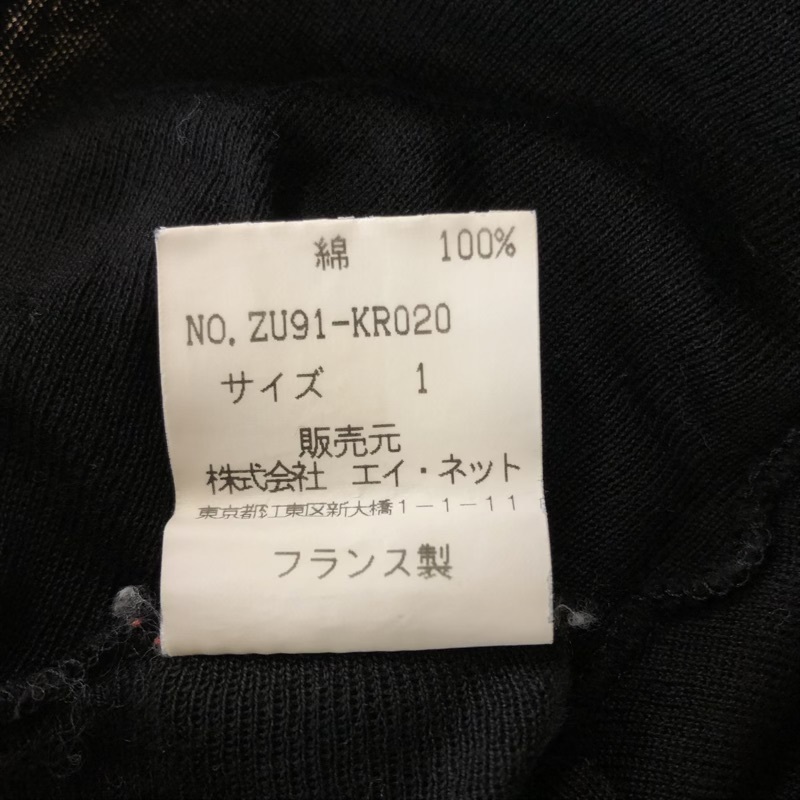 綿 100%
NO.ZU91-KR020
サイズ 1
販売元
株式会社 エイ・ネット
東京都江東区新大橋1-1-11
フランス製